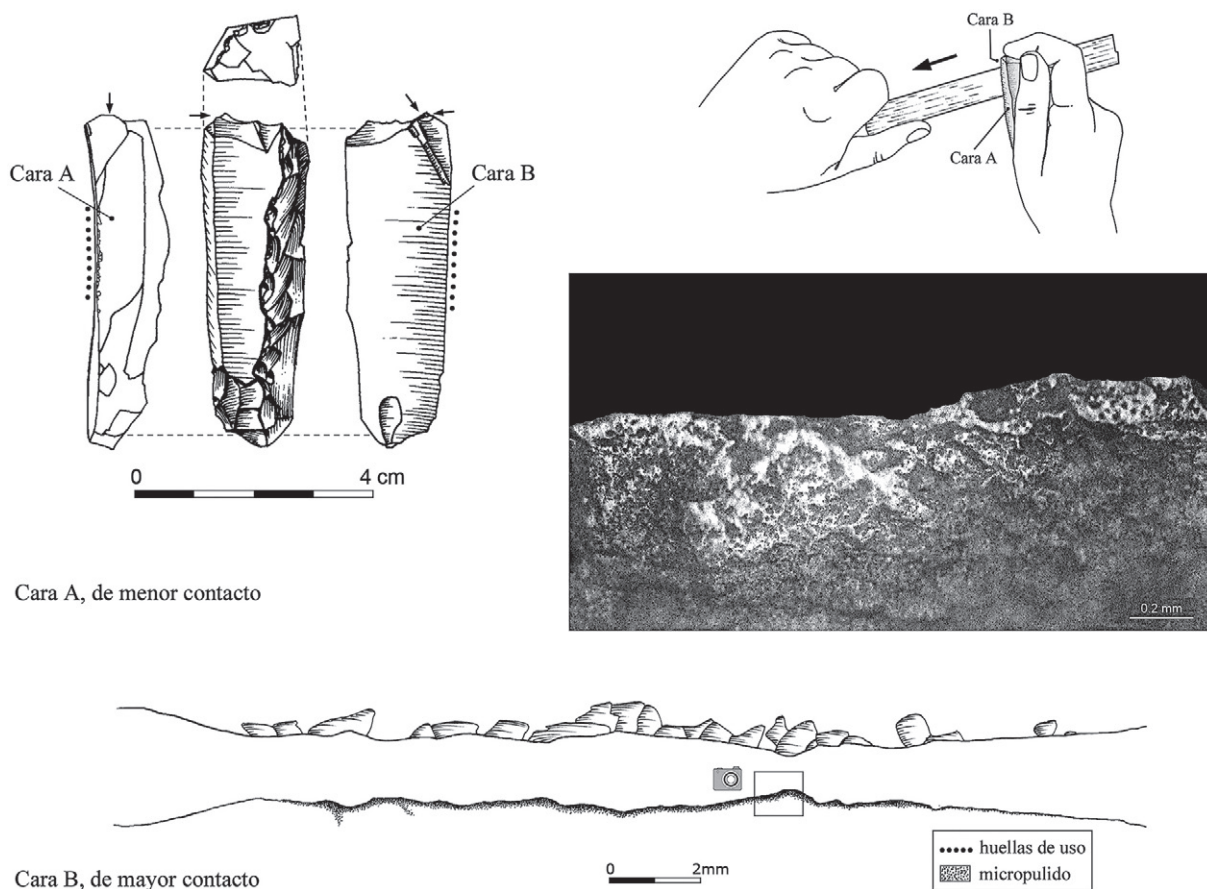 Cara A
Cara B
0 4 cm
Cara B
Cara A
0.2 mm
Cara A, de menor contacto
Cara B, de mayor contacto
0 2mm
huellas de uso
micropulido